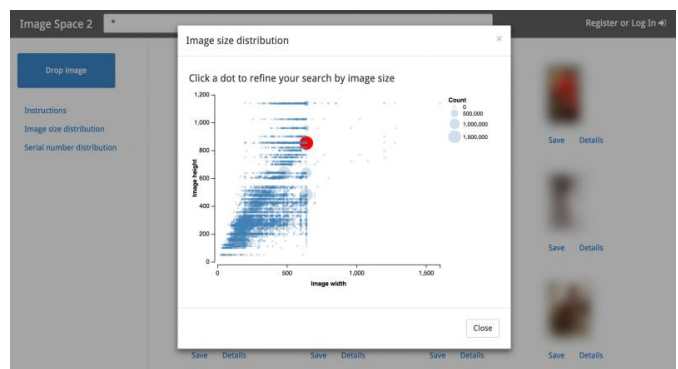 Image Space 2
*
Register or Log In
Drop Image
Instructions
Image size distribution
Serial number distribution
Image size distribution
×
Click a dot to refine your search by image size
Count
0
500,000
1,000,000
1,500,000
Image height
1,200
1,000
800
600
400
200
0
0 500 1,000 1,500
Image width
Close
Save Details
Save Details
Save Details Save Details Save Details Save Details